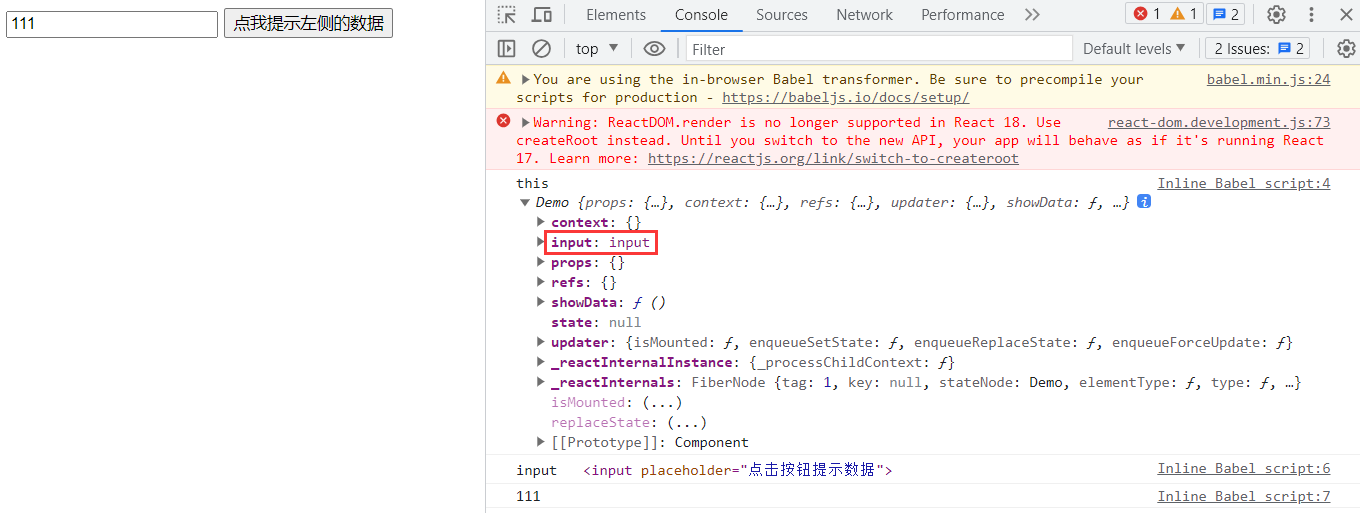 111 点我提示左侧的数据
Elements Console Sources Network Performance 1 1 2
top Filter Default levels 2 Issues: 2
You are using the in-browser Babel transformer. Be sure to precompile your babel.min.js:24
scripts for production - https://babeljs.io/docs/setup/
Warning: ReactDOM.render is no longer supported in React 18. Use react-dom.development.js:73
createRoot instead. Until you switch to the new API, your app will behave as if it's running React
17. Learn more: https://reactjs.org/link/switch-to-createroot
this Inline Babel script:4
Demo {props: {…}, context: {…}, refs: {…}, updater: {…}, showData: ƒ, …} i
context: {}
input: input
props: {}
refs: {}
showData: ƒ ()
state: null
updater: {isMounted: ƒ, enqueueSetState: ƒ, enqueueReplaceState: ƒ, enqueueForceUpdate: ƒ}
_reactInternalInstance: {_processChildContext: ƒ}
_reactInternals: FiberNode {tag: 1, key: null, stateNode: Demo, elementType: ƒ, type: ƒ, …}
isMounted: (...)
replaceState: (...)
[[Prototype]]: Component
input <input placeholder="点击按钮提示数据"> Inline Babel script:6
111 Inline Babel script:7